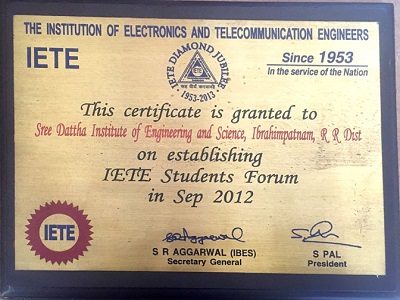 THE INSTITUTION OF ELECTRONICS AND TELECOMMUNICATION ENGINEERS
IETE
IETE DIAMOND JUBILEE
1953-2013
Since 1953
In the service of the Nation
This certificate is granted to
Sree Dattha Institute of Engineering and Science, Ibrahimpatnam, R R Dist
on establishing
IETE Students Forum
in Sep 2012
IETE
S R AGGARWAL (IBES)
Secretary General
S PAL
President